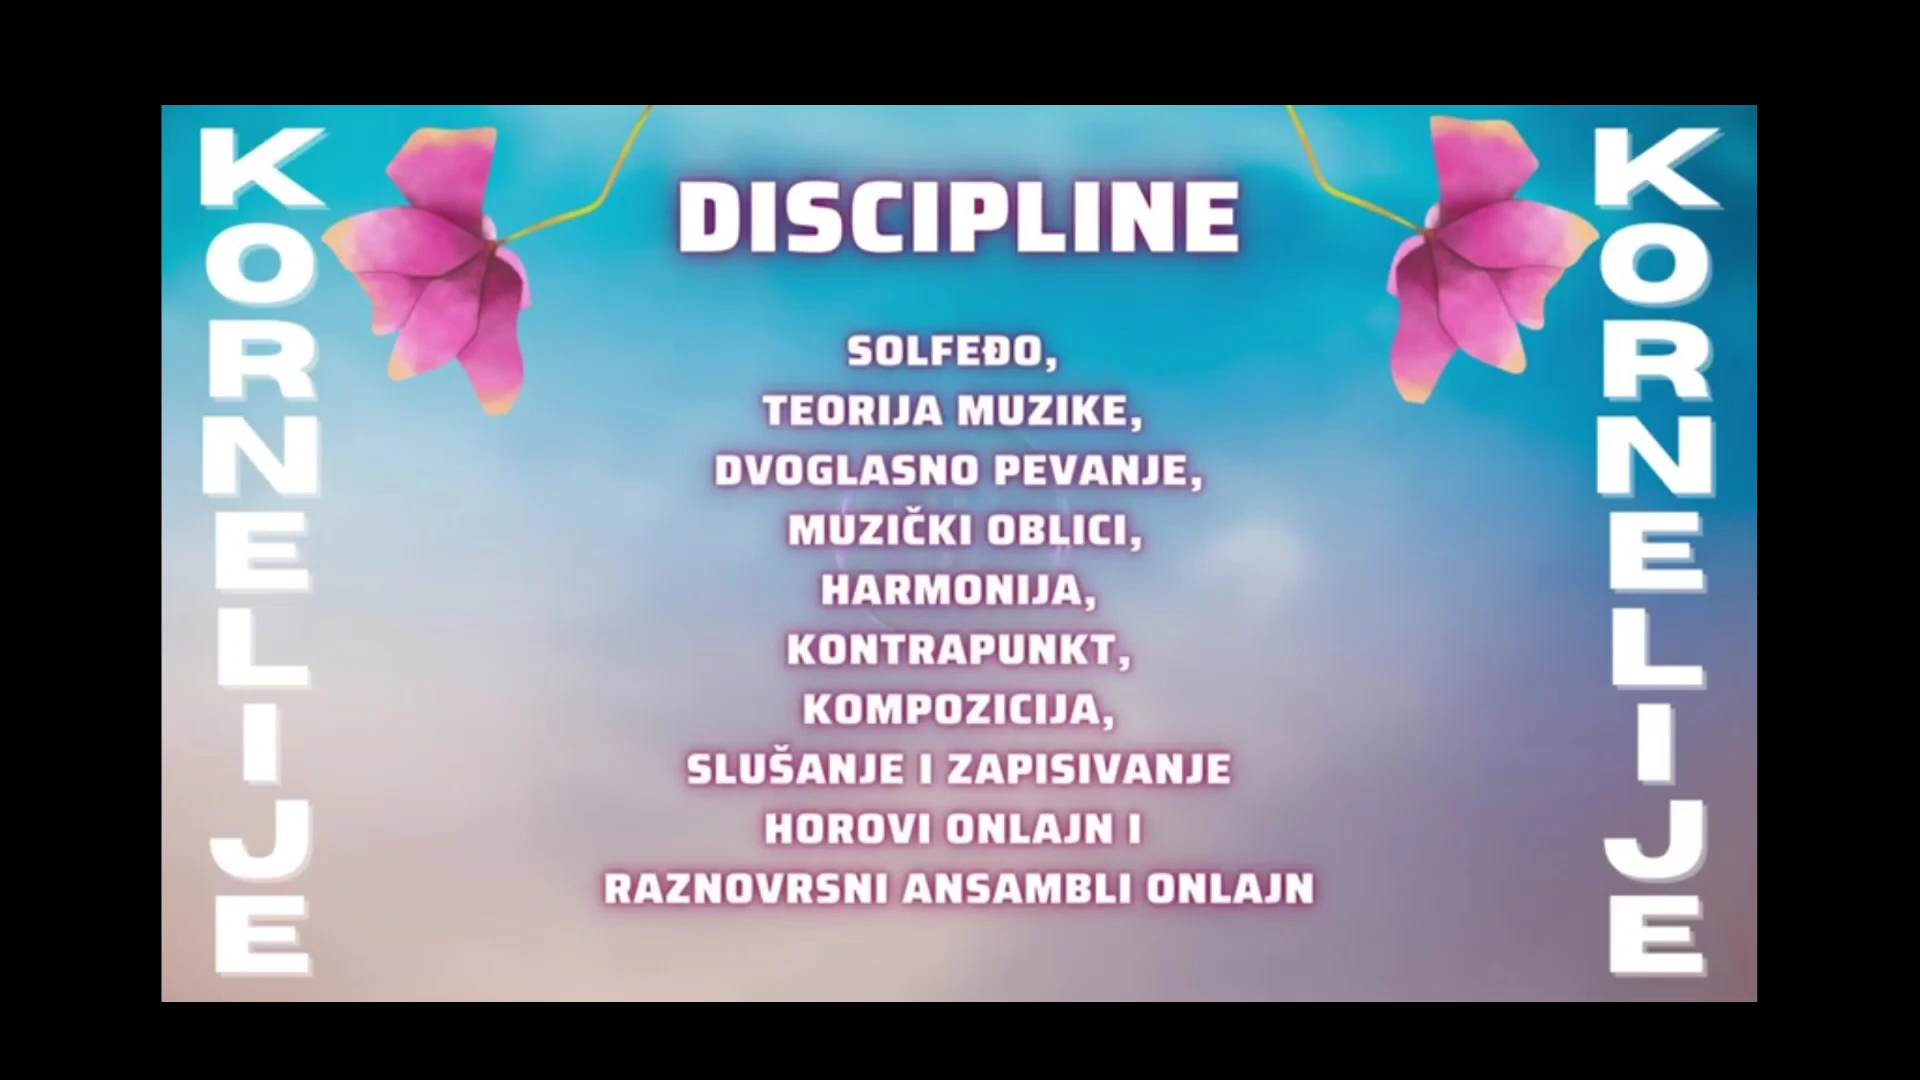 KORNELIJE
DISCIPLINE
SOLFEĐO,
TEORIJA MUZIKE,
DVOGLASNO PEVANJE,
MUZIČKI OBLICI,
HARMONIJA,
KONTRAPUNKT,
KOMPOZICIJA,
SLUŠANJE I ZAPISIVANJE
HOROVI ONLAJN I
RAZNOVRSNI ANSAMBLI ONLAJN
KORNELIJE